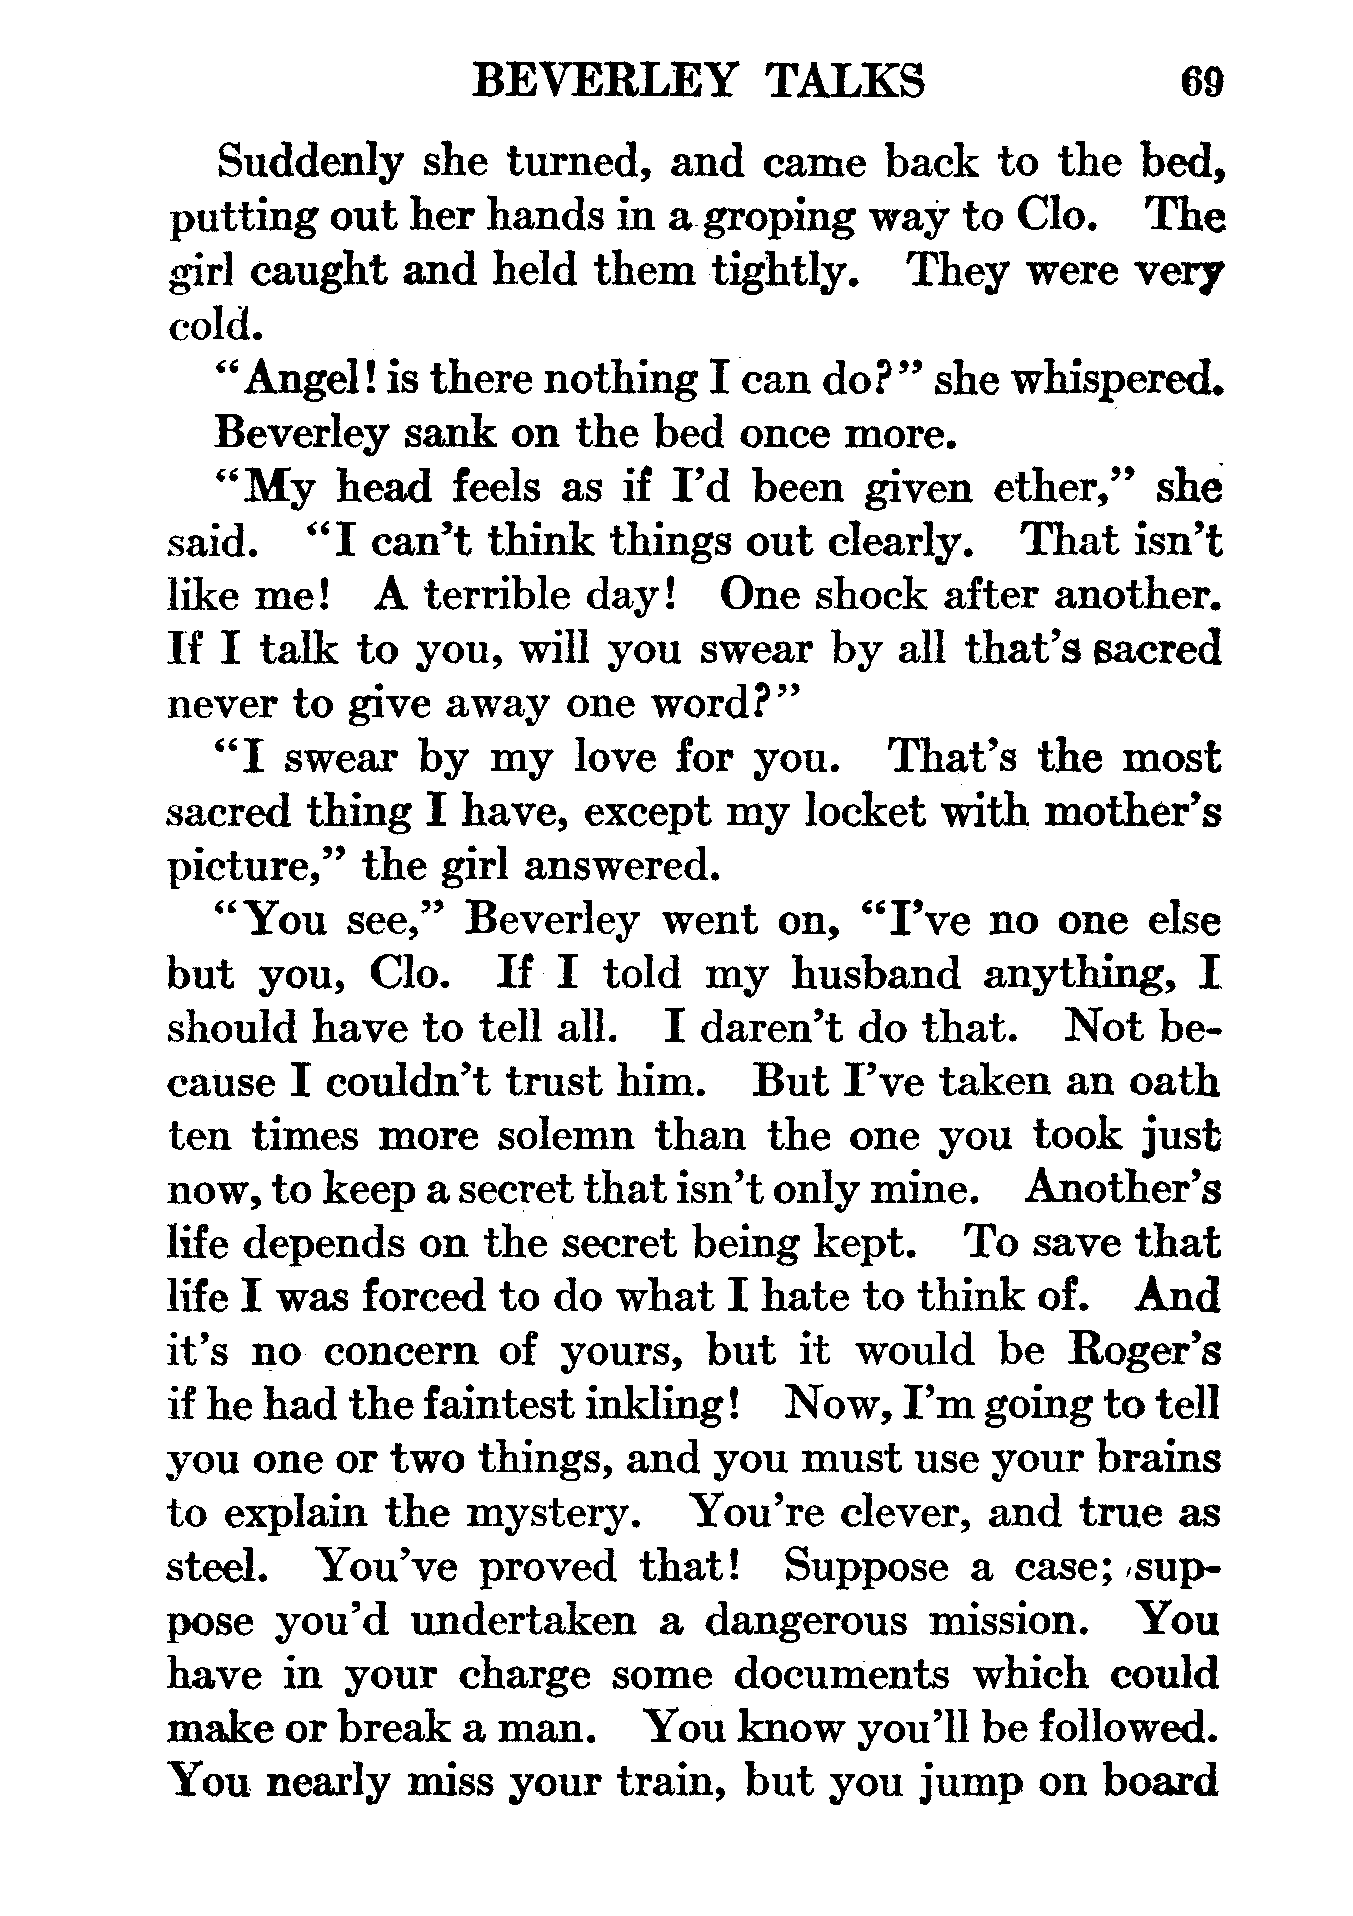 BEVERLEY TALKS 69
Suddenly she turned, and came back to the bed,
putting out her hands in a groping way to Clo. The
girl caught and held them tightly. They were very
cold.
“Angel! is there nothing I can do?” she whispered.
Beverley sank on the bed once more.
“My head feels as if I’d been given ether,” she
said. “I can’t think things out clearly. That isn’t
like me! A terrible day! One shock after another.
If I talk to you, will you swear by all that’s sacred
never to give away one word?”
“I swear by my love for you. That’s the most
sacred thing I have, except my locket with mother’s
picture,” the girl answered.
“You see,” Beverley went on, “I’ve no one else
but you, Clo. If I told my husband anything, I
should have to tell all. I daren’t do that. Not be-
cause I couldn’t trust him. But I’ve taken an oath
ten times more solemn than the one you took just
now, to keep a secret that isn’t only mine. Another’s
life depends on the secret being kept. To save that
life I was forced to do what I hate to think of. And
it’s no concern of yours, but it would be Roger’s
if he had the faintest inkling! Now, I’m going to tell
you one or two things, and you must use your brains
to explain the mystery. You’re clever, and true as
steel. You’ve proved that! Suppose a case; sup-
pose you’d undertaken a dangerous mission. You
have in your charge some documents which could
make or break a man. You know you’ll be followed.
You nearly miss your train, but you jump on board